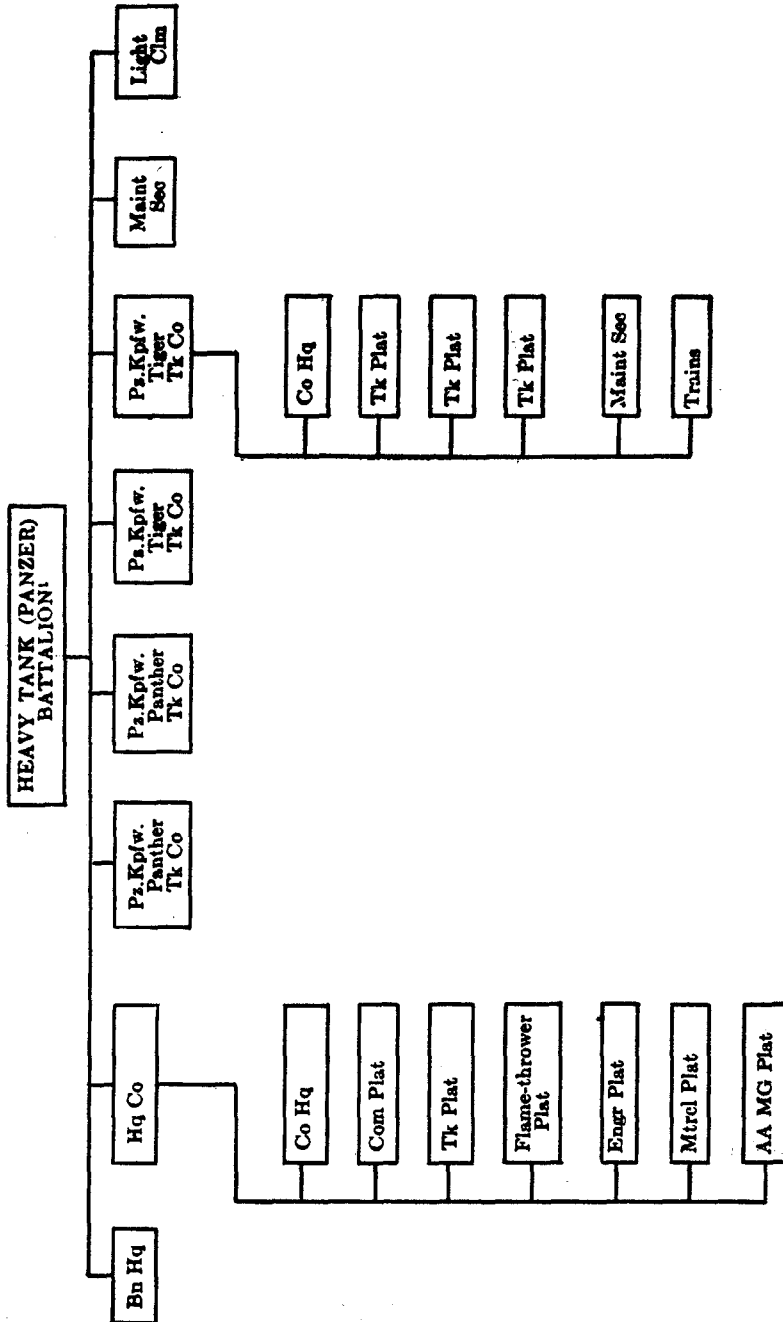 HEAVY TANK (PANZER)
BATTALION¹
Bn Hq
Hq Co
Pz.Kpfw.
Panther
Tk Co
Pz.Kpfw.
Panther
Tk Co
Pz.Kpfw.
Tiger
Tk Co
Pz.Kpfw.
Tiger
Tk Co
Maint
Sec
Light
Clm
Co Hq
Com Plat
Tk Plat
Flame-thrower
Plat
Engr Plat
Mtrcl Plat
AA MG Plat
Co Hq
Tk Plat
Tk Plat
Tk Plat
Maint Sec
Trains